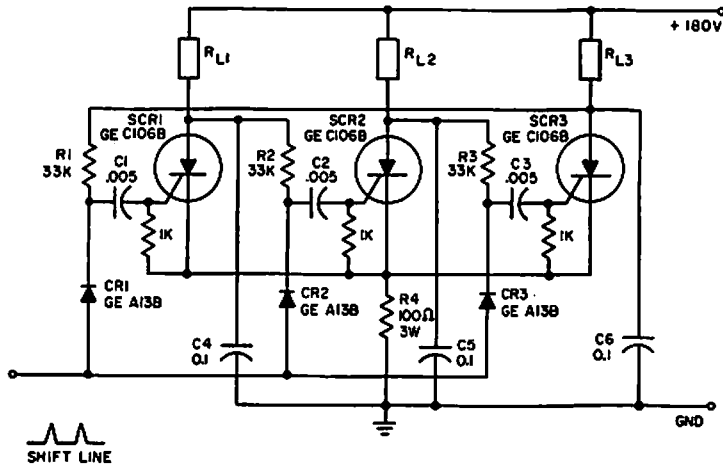 +180V
RL1
RL2
RL3
SCR1
GE C106B
SCR2
GE C106B
SCR3
GE C106B
R1
33K
C1
.005
R2
33K
C2
.005
R3
33K
C3
.005
1K
1K
1K
CR1
GE A13B
CR2
GE A13B
R4
100Ω
3W
CR3
GE A13B
C4
0.1
C5
0.1
C6
0.1
GND
SHIFT LINE